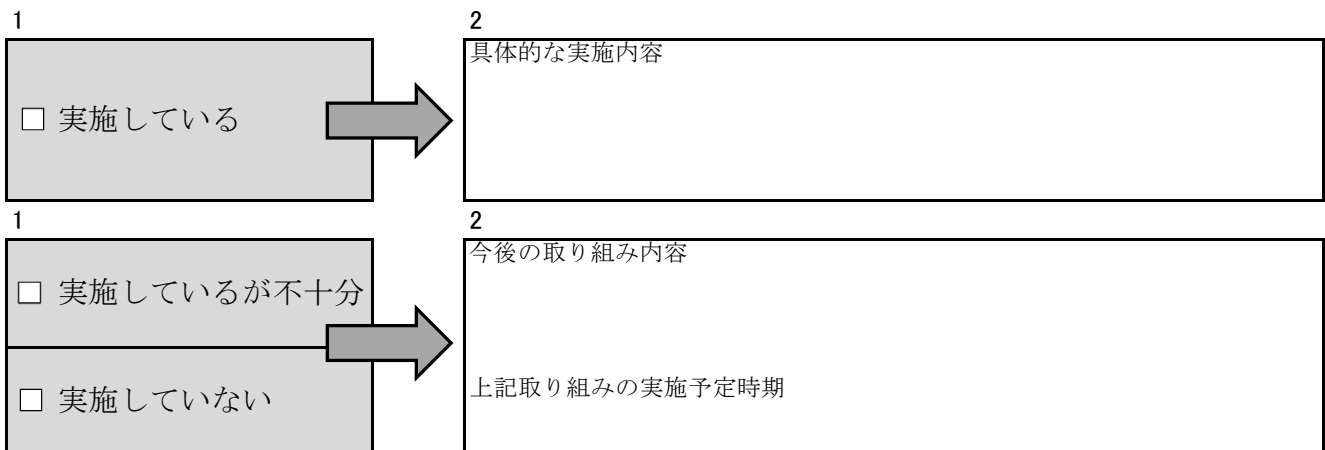 1
2
□ 実施している
具体的な実施内容
1
2
□ 実施しているが不十分
□ 実施していない
今後の取り組み内容
上記取り組みの実施予定時期